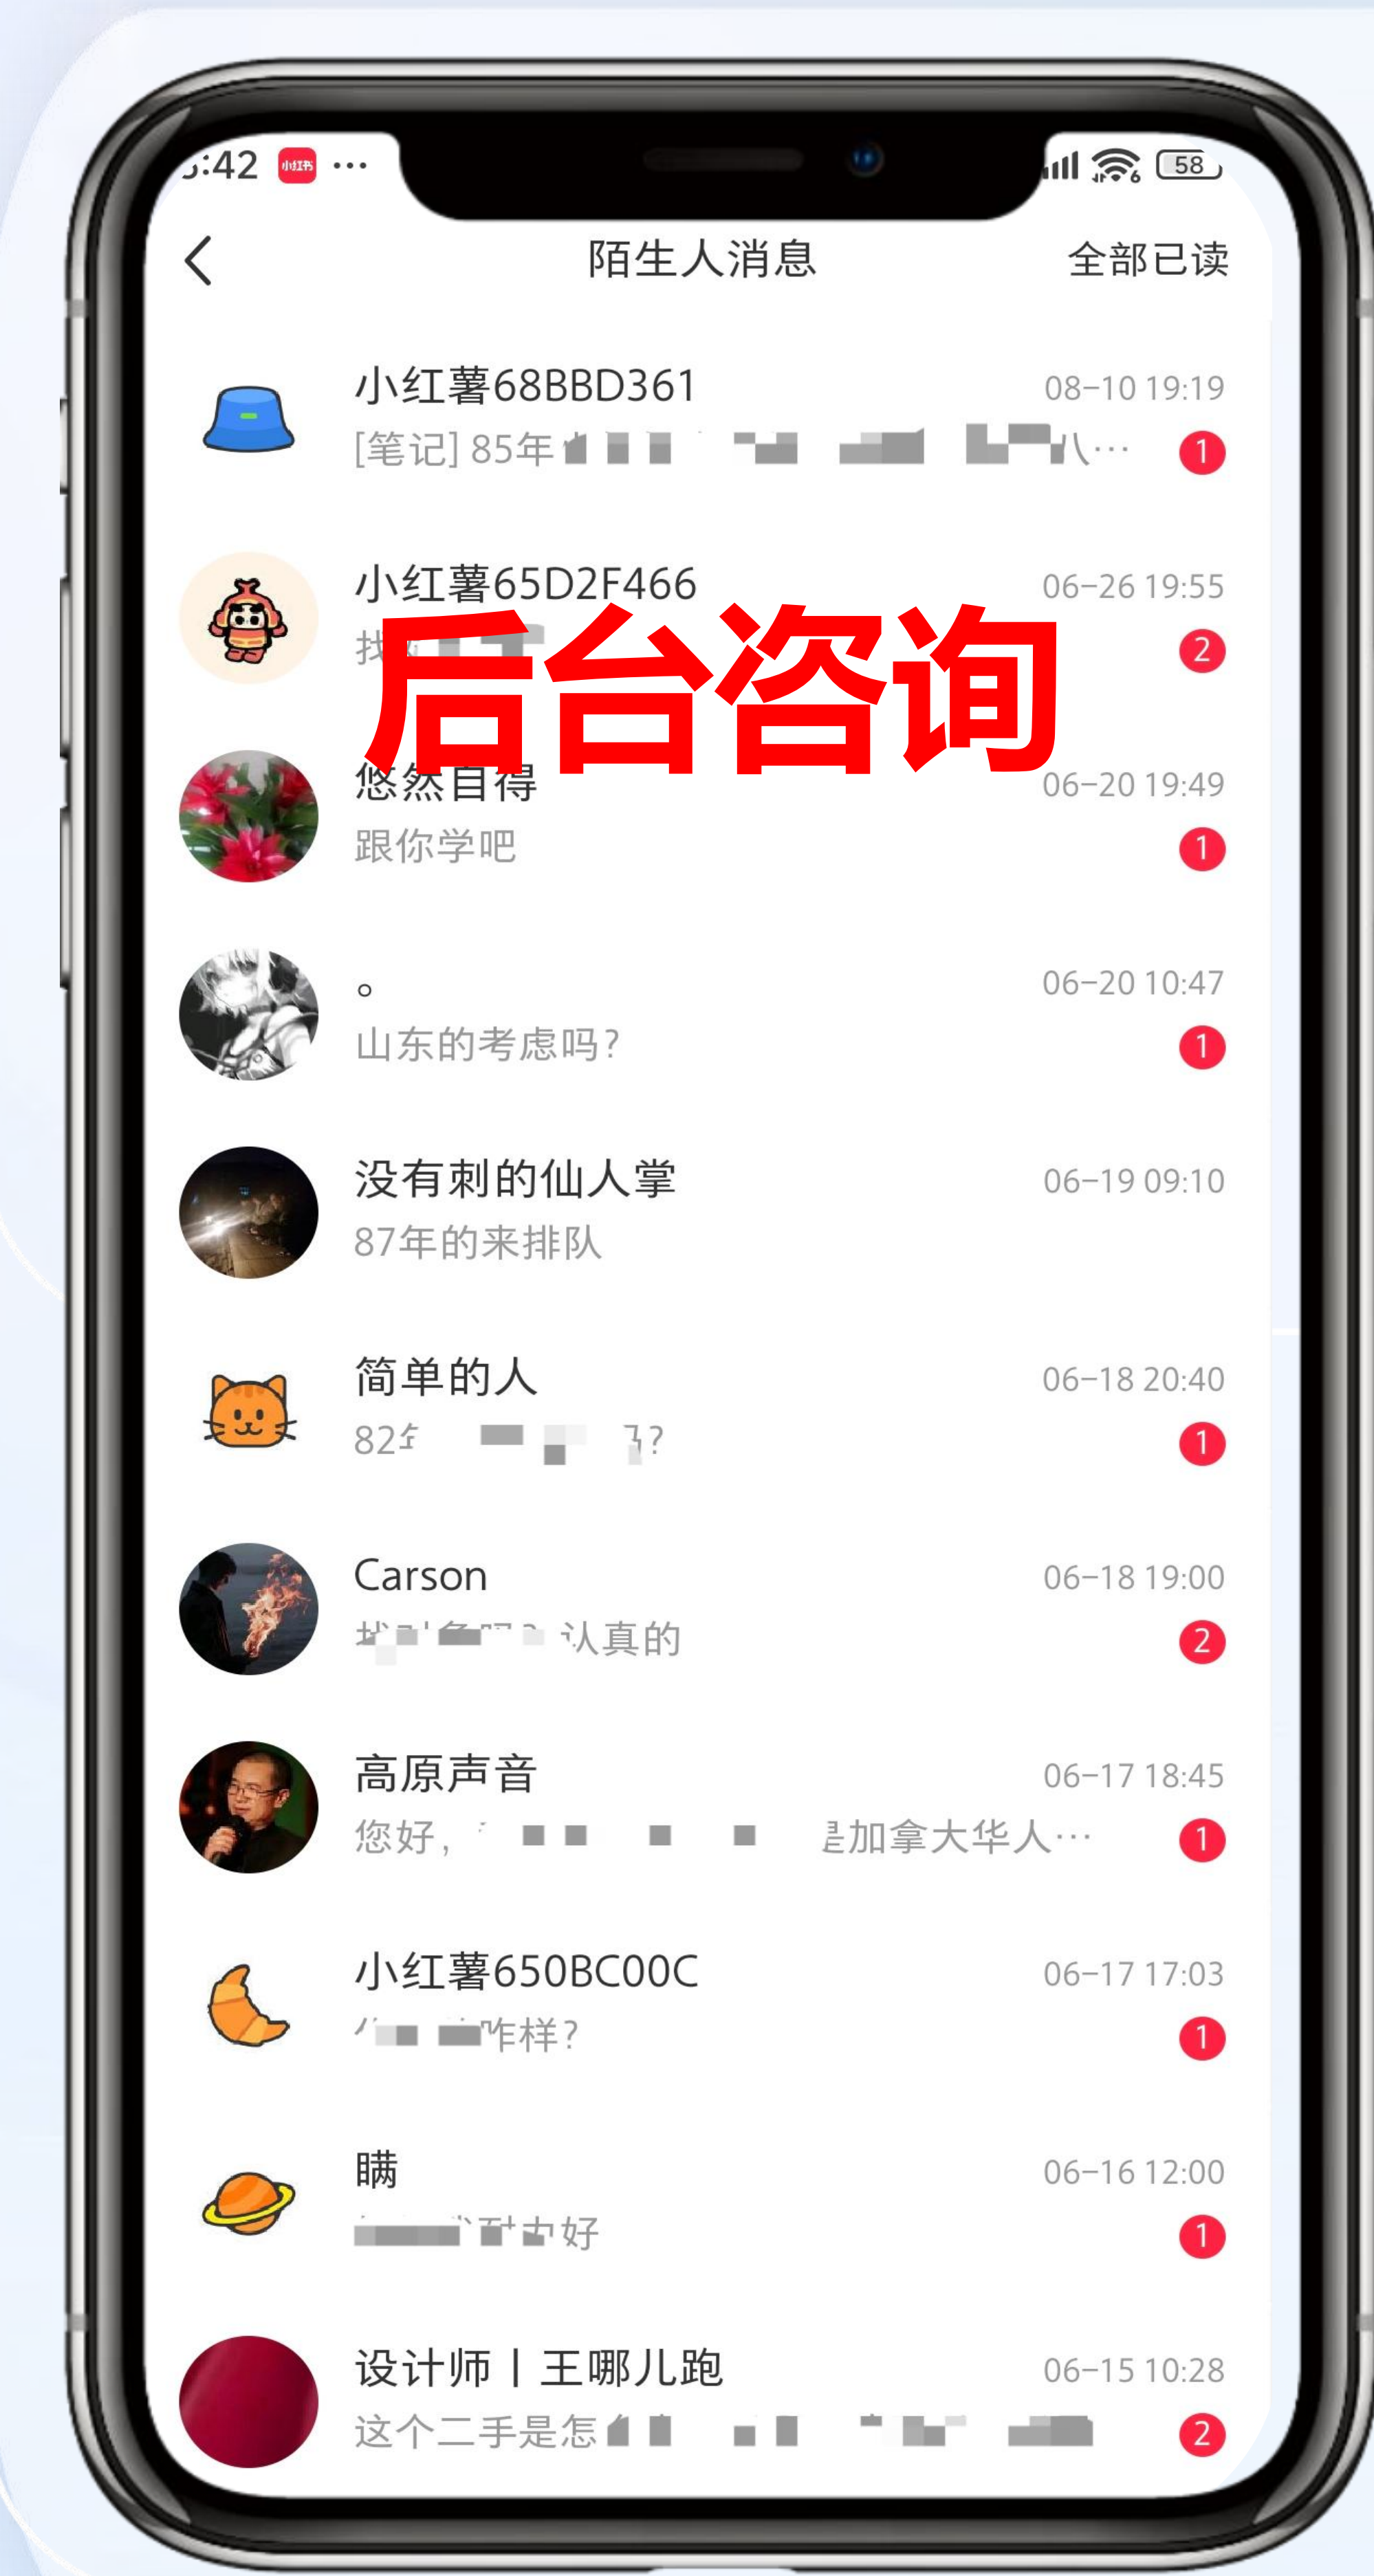 :42 小红书 ...
58
陌生人消息 全部已读
小红薯68BBD361 08-10 19:19
[笔记] 85年 八… 1
小红薯65D2F466 06-26 19:55
找 2
后台咨询
悠然自得 06-20 19:49
跟你学吧 1
。 06-20 10:47
山东的考虑吗? 1
没有刺的仙人掌 06-19 09:10
87年的来排队
简单的人 06-18 20:40
82 ? 1
Carson 06-18 19:00
认真的 2
高原声音 06-17 18:45
您好, 是加拿大华人… 1
小红薯650BC00C 06-17 17:03
咋样? 1
瞒 06-16 12:00
好 1
设计师丨王哪儿跑 06-15 10:28
这个二手是怎 2